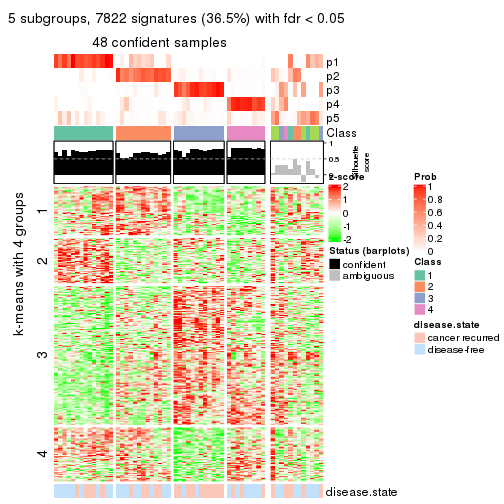 5 subgroups, 7822 signatures (36.5%) with fdr < 0.05
48 confident samples
p1
p2
p3
p4
p5
Class
1
0.5
0
Silhouette
score
k-means with 4 groups
1
2
3
4
z-score
2
1
0
-1
-2
Status (barplots)
confident
ambiguous
Prob
1
0.8
0.6
0.4
0.2
0
Class
1
2
3
4
disease.state
cancer recurred
disease-free
disease.state